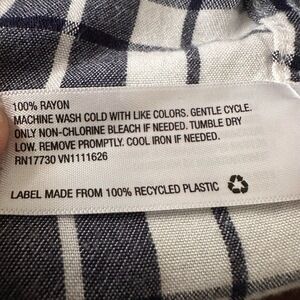 100% RAYON
MACHINE WASH COLD WITH LIKE COLORS. GENTLE CYCLE.
ONLY NON-CHLORINE BLEACH IF NEEDED. TUMBLE DRY
LOW. REMOVE PROMPTLY. COOL IRON IF NEEDED.
RN17730 VN1111626
LABEL MADE FROM 100% RECYCLED PLASTIC